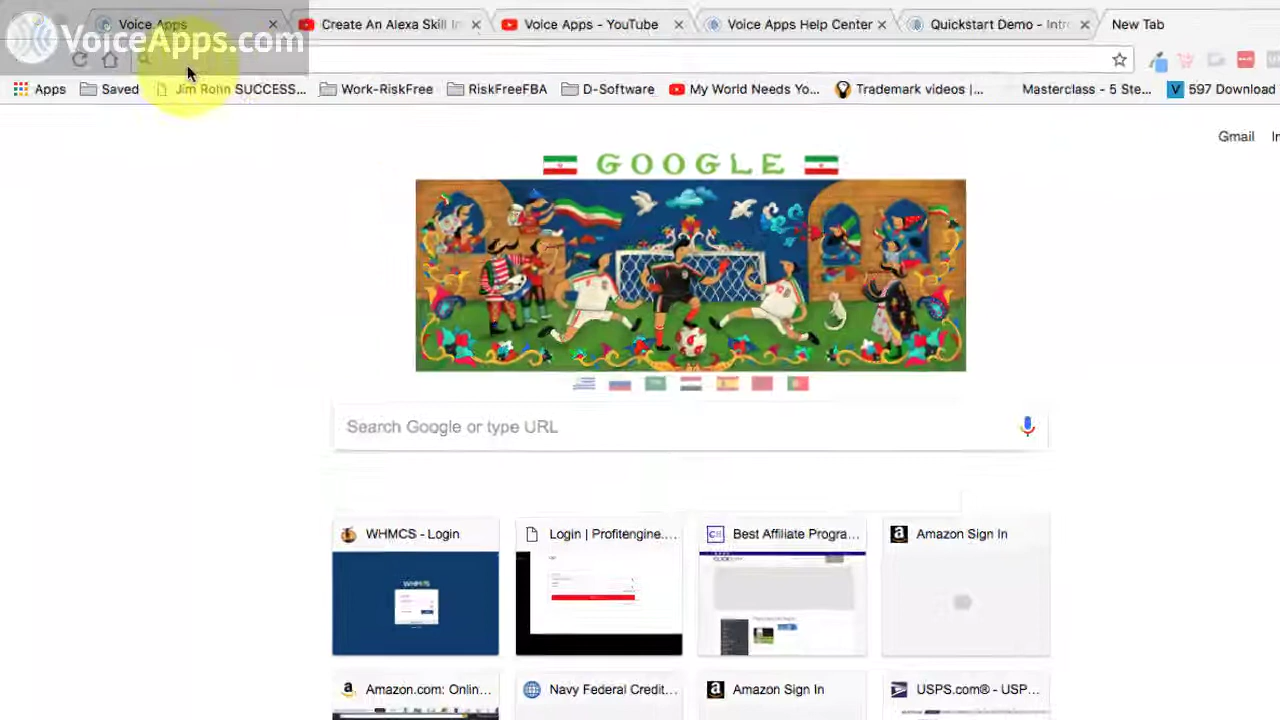 Voice Apps
Create An Alexa Skill In
Voice Apps - YouTube
Voice Apps Help Center
Quickstart Demo - Intro
New Tab
VoiceApps.com
Apps
Saved
Jim Rohn SUCCESS...
Work-RiskFree
RiskFreeFBA
D-Software
My World Needs Yo...
Trademark videos |...
Masterclass - 5 Ste...
597 Download
Gmail
GOOGLE
Search Google or type URL
WHMCS - Login
Login | Profitengine....
Best Affiliate Progra...
Amazon Sign In
Amazon.com: Onlin...
Navy Federal Credit...
Amazon Sign In
USPS.com® - USP...